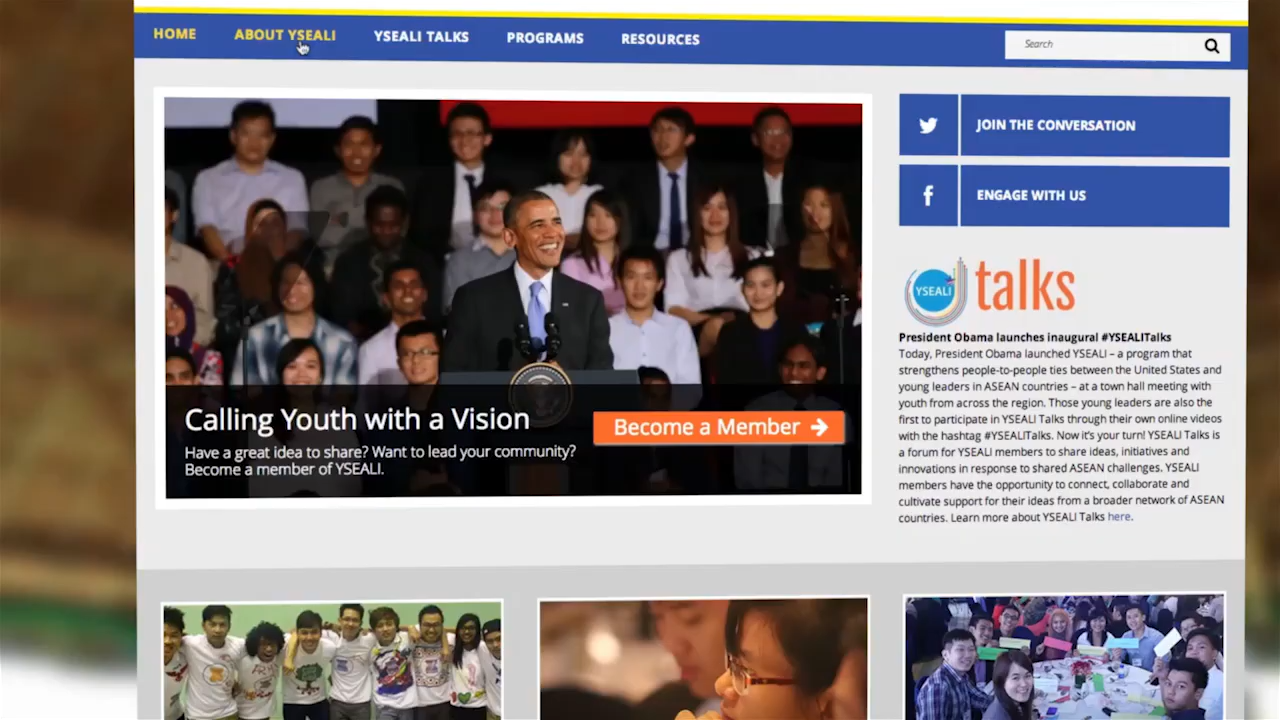 HOME
ABOUT YSEALI
YSEALI TALKS
PROGRAMS
RESOURCES
Search
JOIN THE CONVERSATION
ENGAGE WITH US
YSEALI talks
Calling Youth with a Vision
Have a great idea to share? Want to lead your community?
Become a member of YSEALI.
Become a Member
President Obama launches inaugural #YSEALITalks
Today, President Obama launched YSEALI – a program that
strengthens people-to-people ties between the United States and
young leaders in ASEAN countries – at a town hall meeting with
youth from across the region. Those young leaders are also the
first to participate in YSEALI Talks through their own online videos
with the hashtag #YSEALITalks. Now it's your turn! YSEALI Talks is
a forum for YSEALI members to share ideas, initiatives and
innovations in response to shared ASEAN challenges. YSEALI
members have the opportunity to connect, collaborate and
cultivate support for their ideas from a broader network of ASEAN
countries. Learn more about YSEALI Talks here.